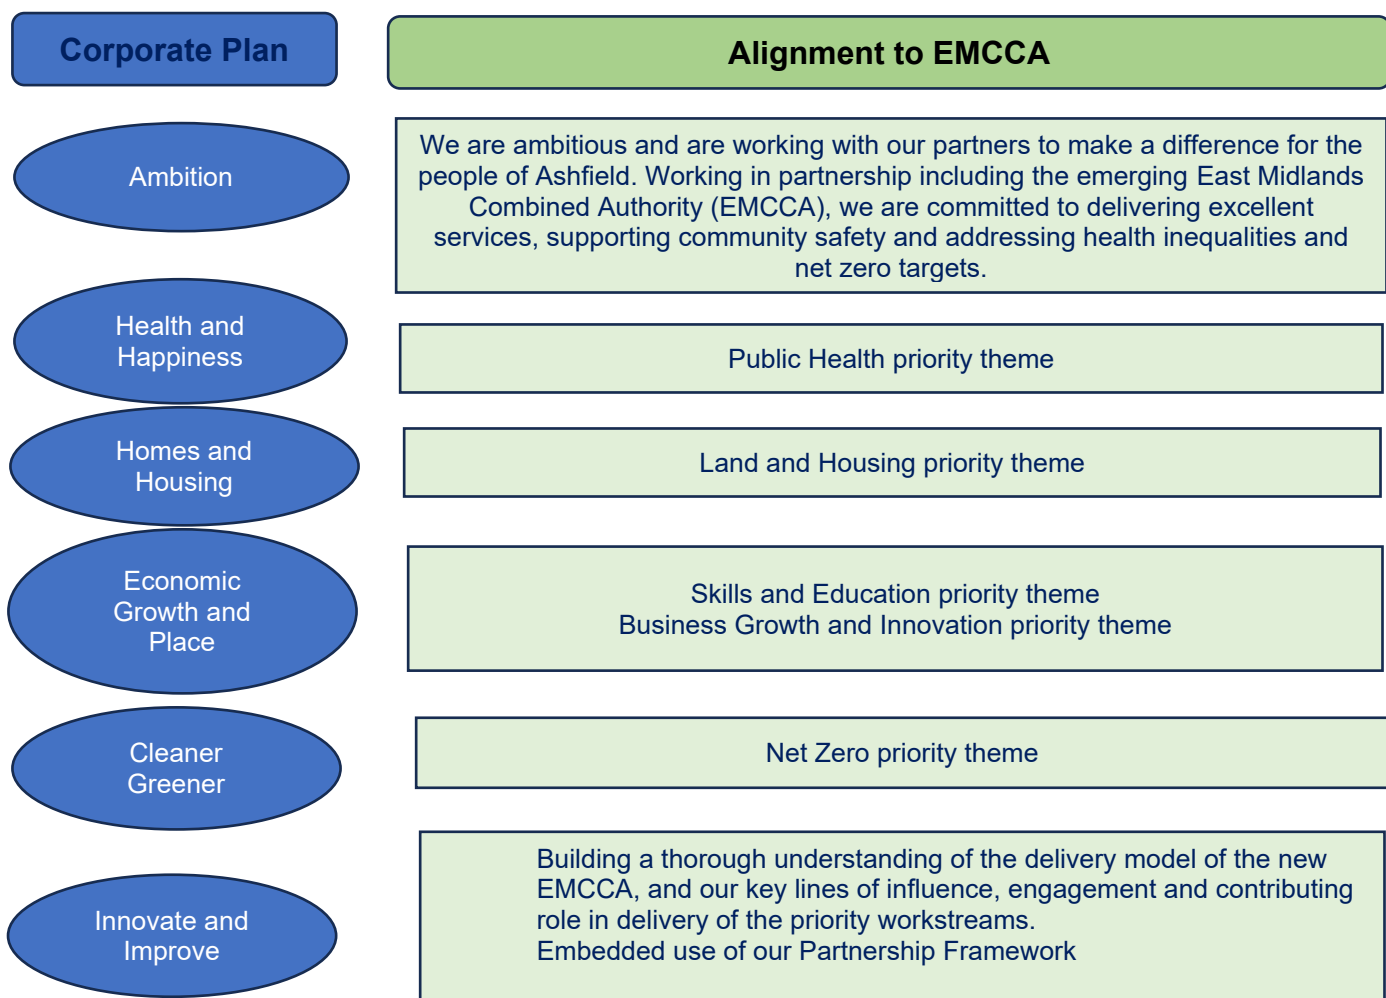 Corporate Plan
Alignment to EMCCA
Ambition
We are ambitious and are working with our partners to make a difference for the
people of Ashfield. Working in partnership including the emerging East Midlands
Combined Authority (EMCCA), we are committed to delivering excellent
services, supporting community safety and addressing health inequalities and
net zero targets.
Health and
Happiness
Public Health priority theme
Homes and
Housing
Land and Housing priority theme
Economic
Growth and
Place
Skills and Education priority theme
Business Growth and Innovation priority theme
Cleaner
Greener
Net Zero priority theme
Innovate and
Improve
Building a thorough understanding of the delivery model of the new
EMCCA, and our key lines of influence, engagement and contributing
role in delivery of the priority workstreams.
Embedded use of our Partnership Framework